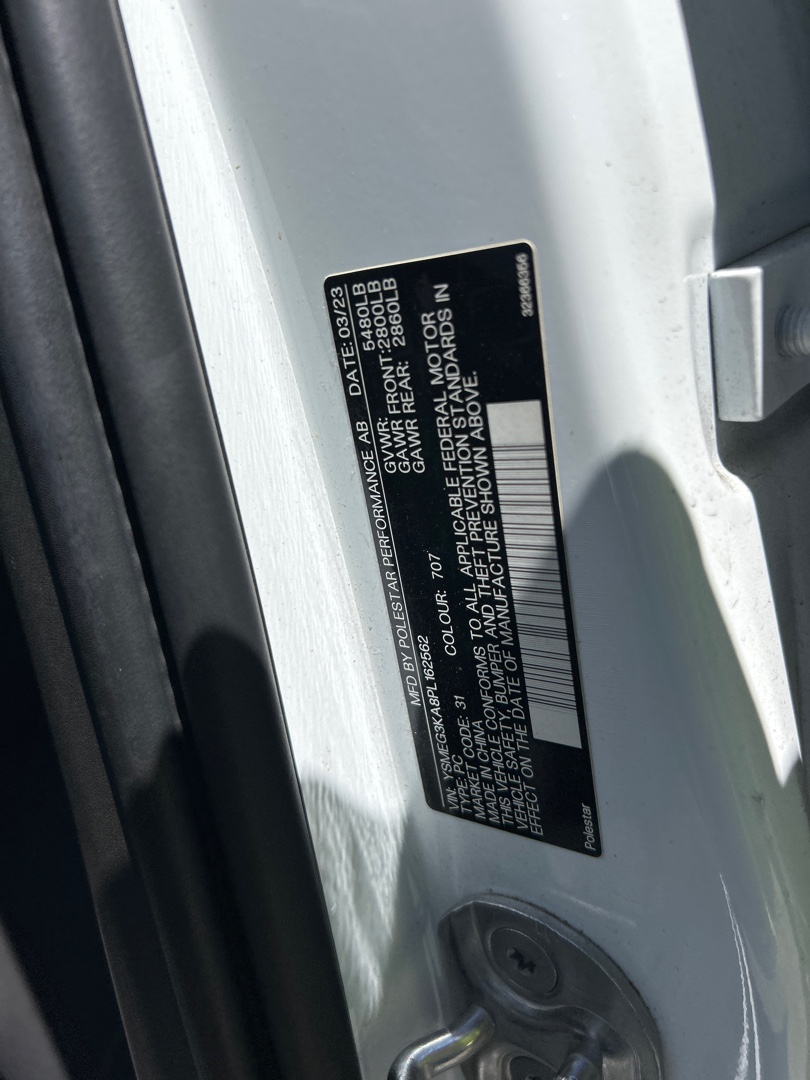 MFD BY POLESTAR PERFORMANCE AB DATE: 03/23
GVWR: 5480LB
GAWR FRONT:2800LB
GAWR REAR: 2860LB
VIN: YSMEG3KA8PL162562
TYPE: PC
MARKET CODE: 31 COLOUR: 707
MADE IN CHINA
THIS VEHICLE CONFORMS TO ALL APPLICABLE FEDERAL MOTOR
VEHICLE SAFETY, BUMPER AND THEFT PREVENTION STANDARDS IN
EFFECT ON THE DATE OF MANUFACTURE SHOWN ABOVE.
Polestar 32366356